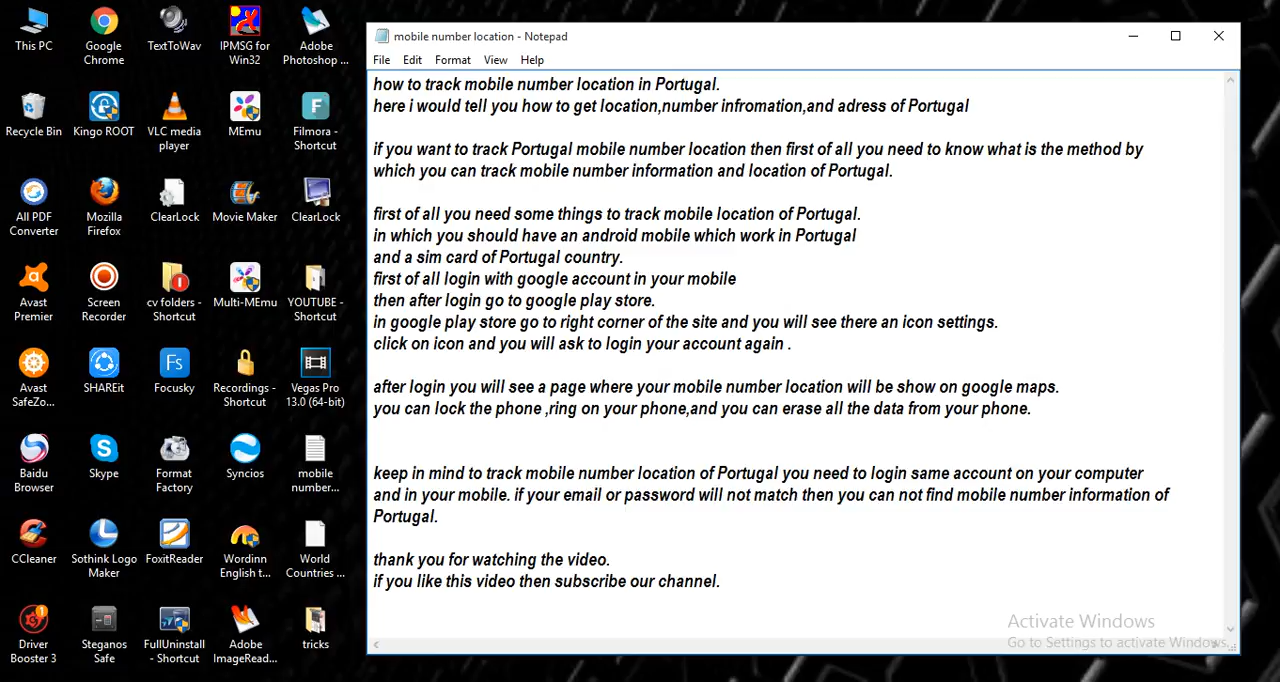 This PC
Google Chrome
TextToWav
IPMSG for Win32
Adobe Photoshop ...
Recycle Bin
Kingo ROOT
VLC media player
MEmu
Filmora - Shortcut
All PDF Converter
Mozilla Firefox
ClearLock
Movie Maker
ClearLock
Avast Premier
Screen Recorder
cv folders - Shortcut
Multi-MEmu
YOUTUBE - Shortcut
Avast SafeZo...
SHAREit
Focusky
Recordings - Shortcut
Vegas Pro 13.0 (64-bit)
Baidu Browser
Skype
Format Factory
Syncios
mobile number...
CCleaner
Sothink Logo Maker
FoxitReader
Wordinn English t...
World Countries ...
Driver Booster 3
Steganos Safe
FullUninstall - Shortcut
Adobe ImageRead...
tricks
mobile number location - Notepad
File Edit Format View Help
how to track mobile number location in Portugal.
here i would tell you how to get location,number infromation,and adress of Portugal
if you want to track Portugal mobile number location then first of all you need to know what is the method by
which you can track mobile number information and location of Portugal.
first of all you need some things to track mobile location of Portugal.
in which you should have an android mobile which work in Portugal
and a sim card of Portugal country.
first of all login with google account in your mobile
then after login go to google play store.
in google play store go to right corner of the site and you will see there an icon settings.
click on icon and you will ask to login your account again .
after login you will see a page where your mobile number location will be show on google maps.
you can lock the phone ,ring on your phone,and you can erase all the data from your phone.
keep in mind to track mobile number location of Portugal you need to login same account on your computer
and in your mobile. if your email or password will not match then you can not find mobile number information of
Portugal.
thank you for watching the video.
if you like this video then subscribe our channel.
Activate Windows
Go to Settings to activate Windows.